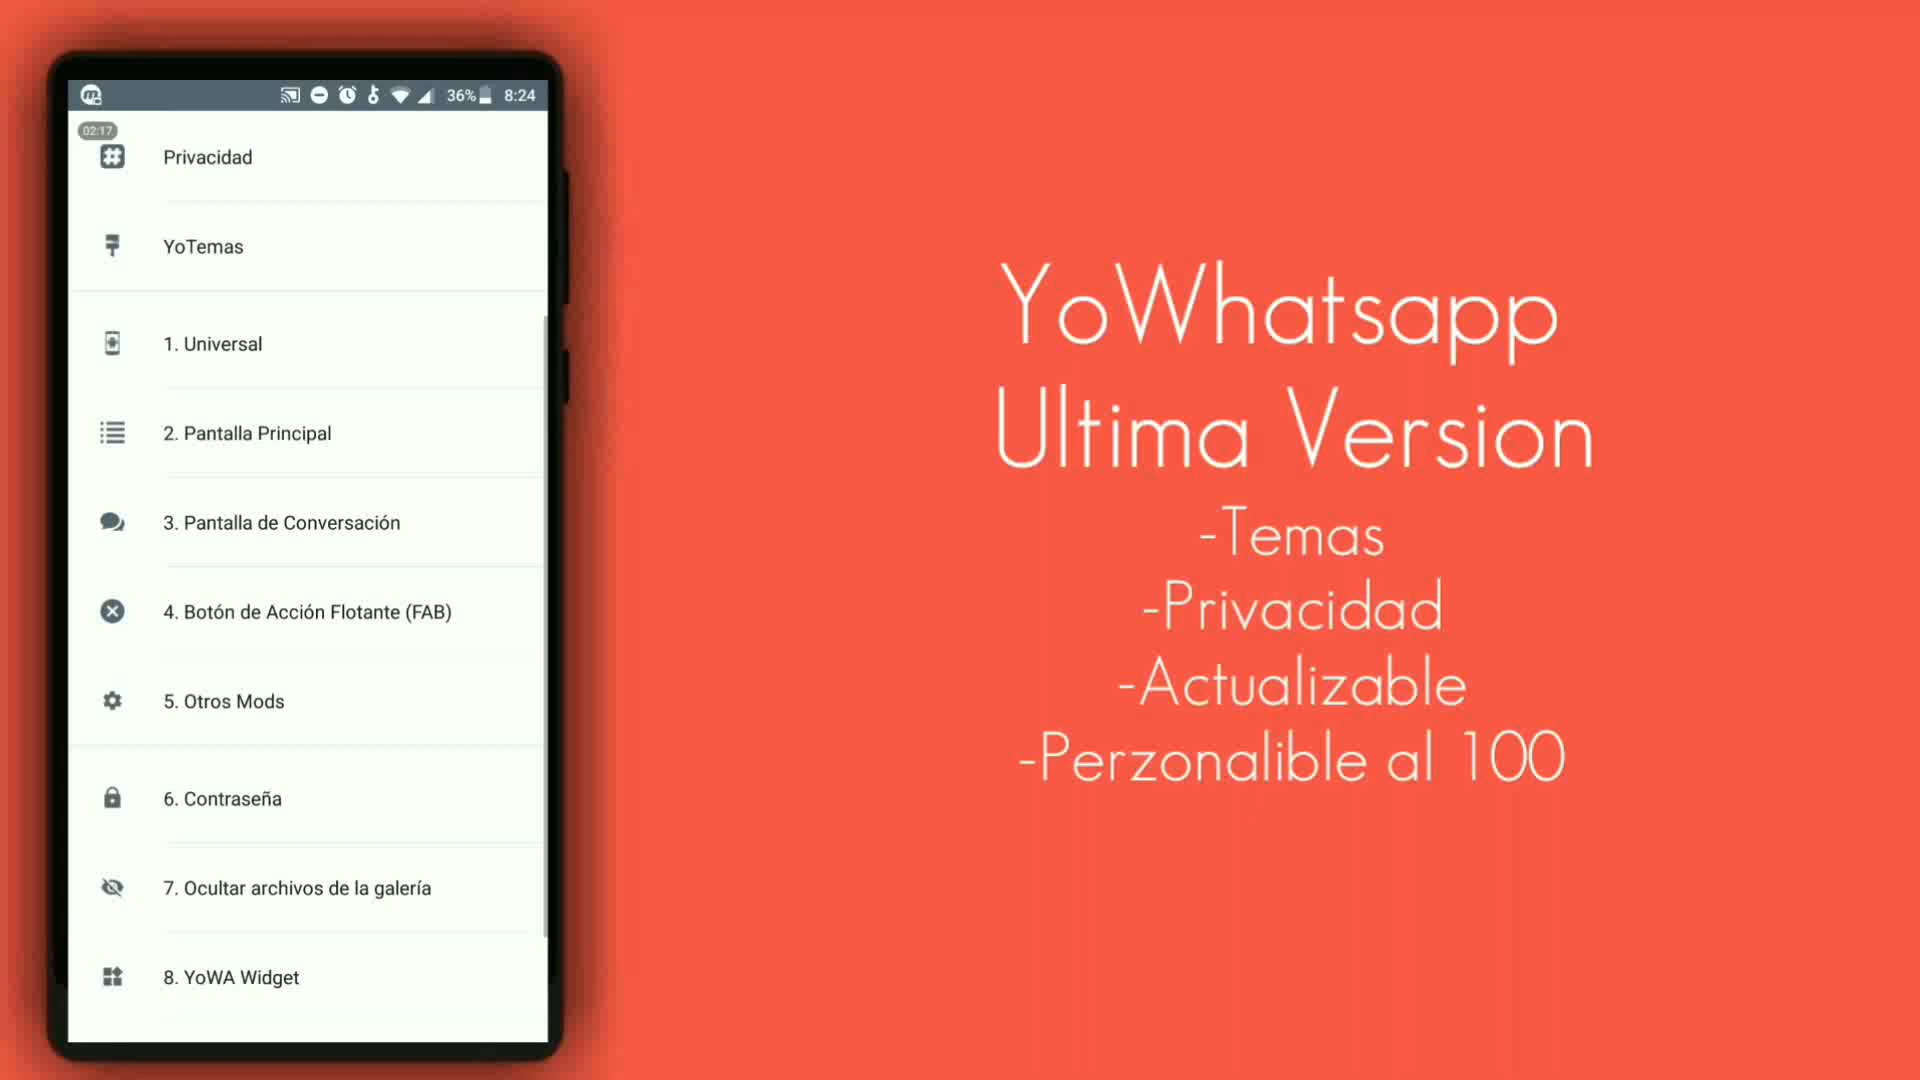 36% 8:24
02:17
Privacidad
YoTemas
1. Universal
2. Pantalla Principal
3. Pantalla de Conversación
4. Botón de Acción Flotante (FAB)
5. Otros Mods
6. Contraseña
7. Ocultar archivos de la galería
8. YoWA Widget
YoWhatsapp
Ultima Version
-Temas
-Privacidad
-Actualizable
-Perzonalible al 100